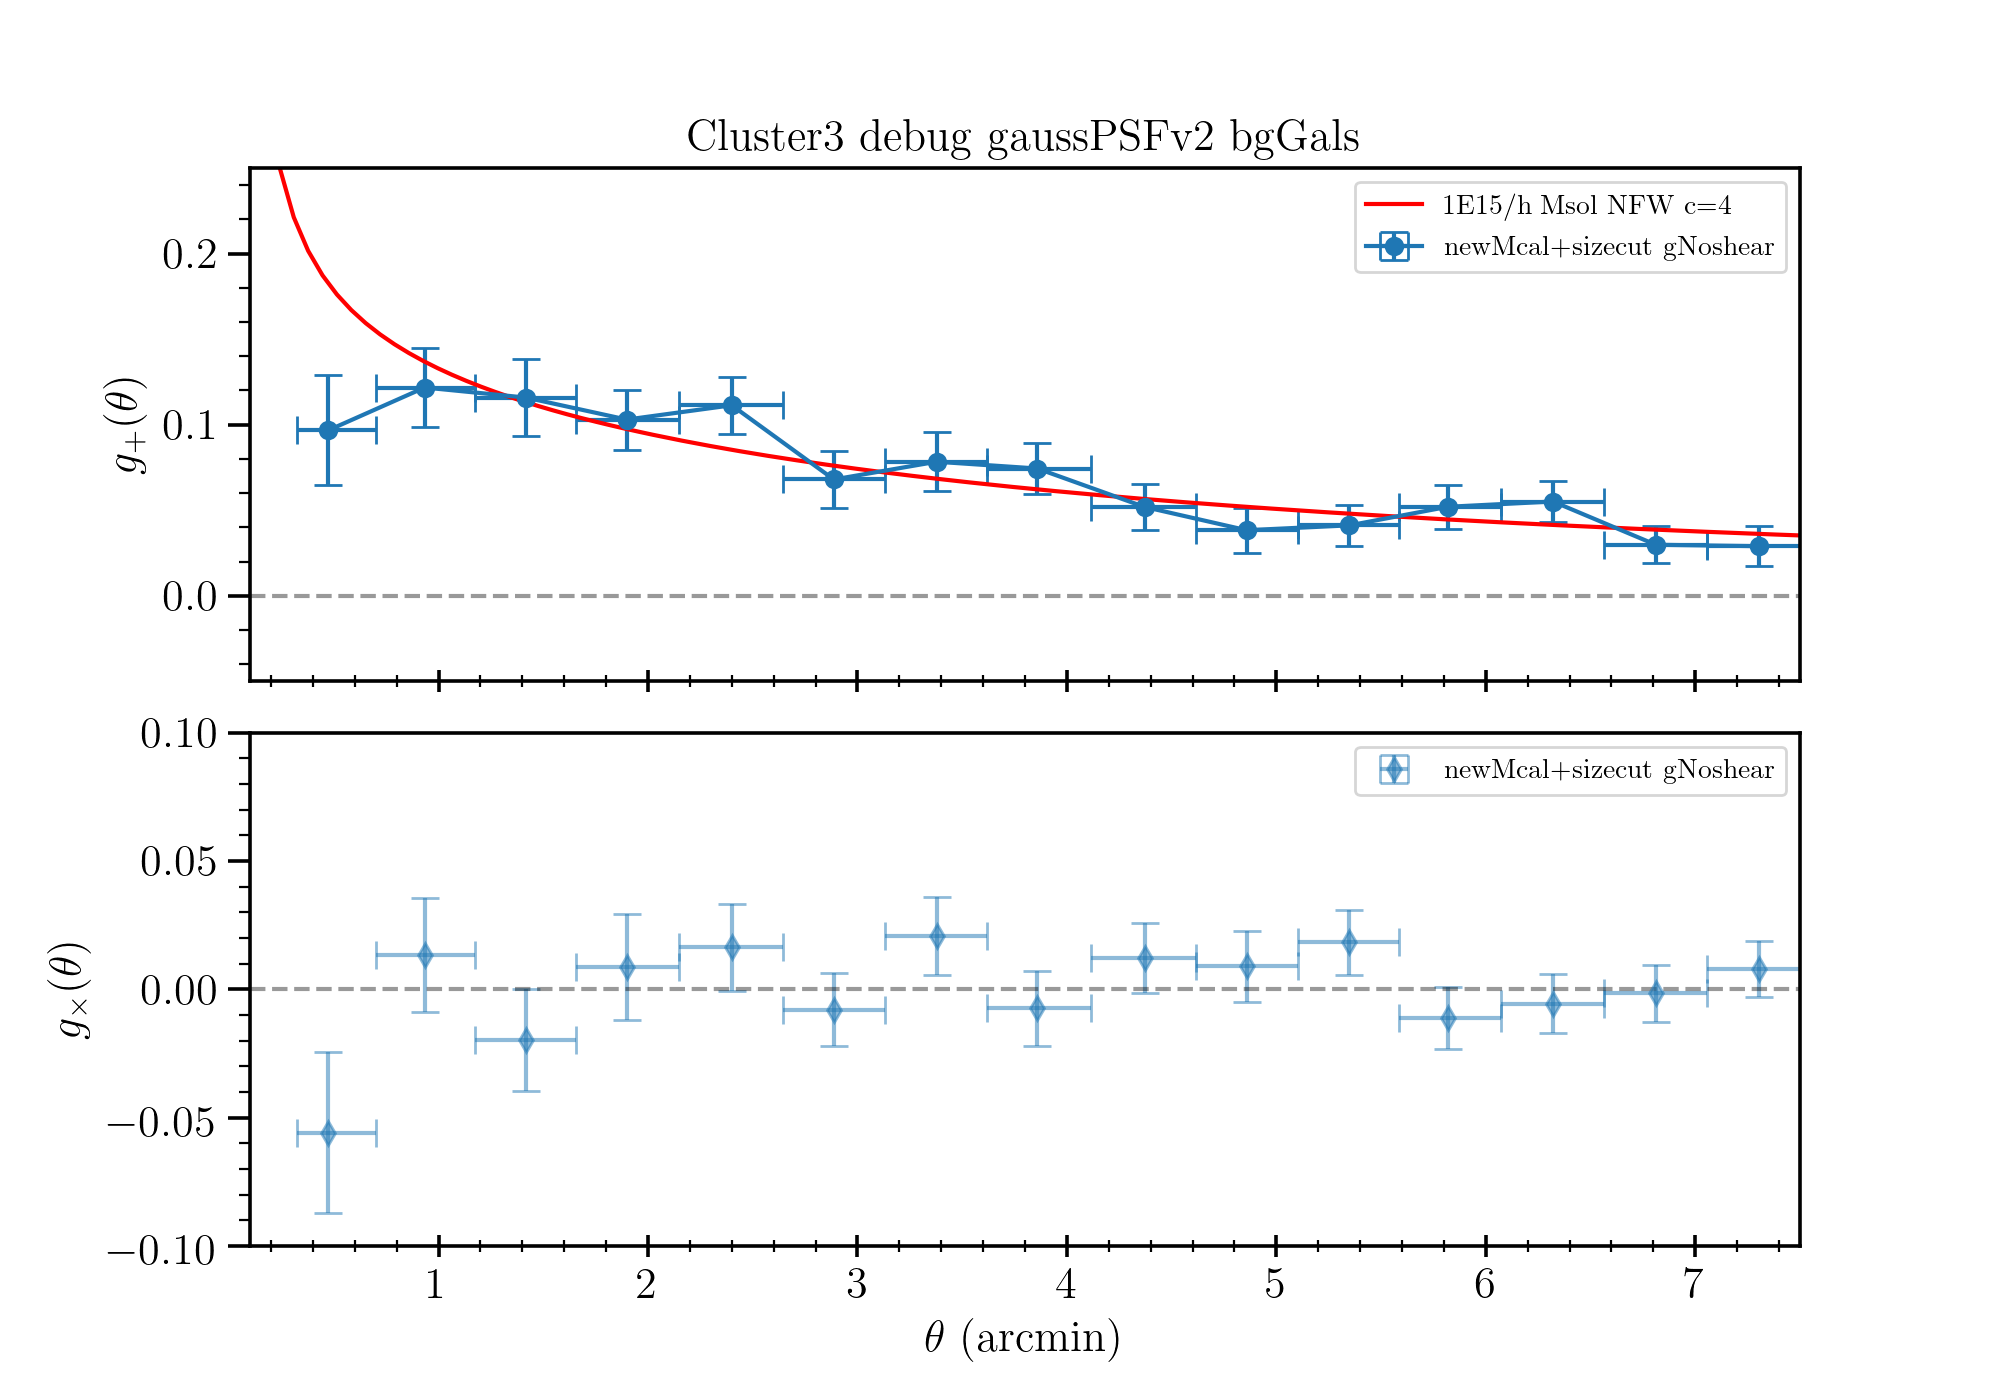 Cluster3 debug gaussPSFv2 bgGals
1E15/h Msol NFW c=4
newMcal+sizecut gNoshear
0.2
0.1
0.0
g₊(θ)
newMcal+sizecut gNoshear
0.10
0.05
0.00
−0.05
−0.10
g×(θ)
1 2 3 4 5 6 7
θ (arcmin)